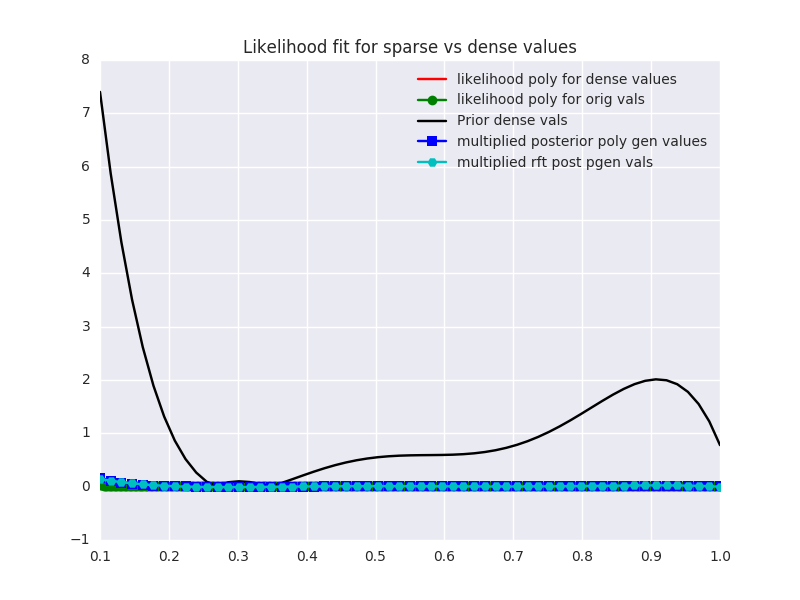 Likelihood fit for sparse vs dense values
likelihood poly for dense values
likelihood poly for orig vals
Prior dense vals
multiplied posterior poly gen values
multiplied rft post pgen vals
8
7
6
5
4
3
2
1
0
−1
0.1 0.2 0.3 0.4 0.5 0.6 0.7 0.8 0.9 1.0